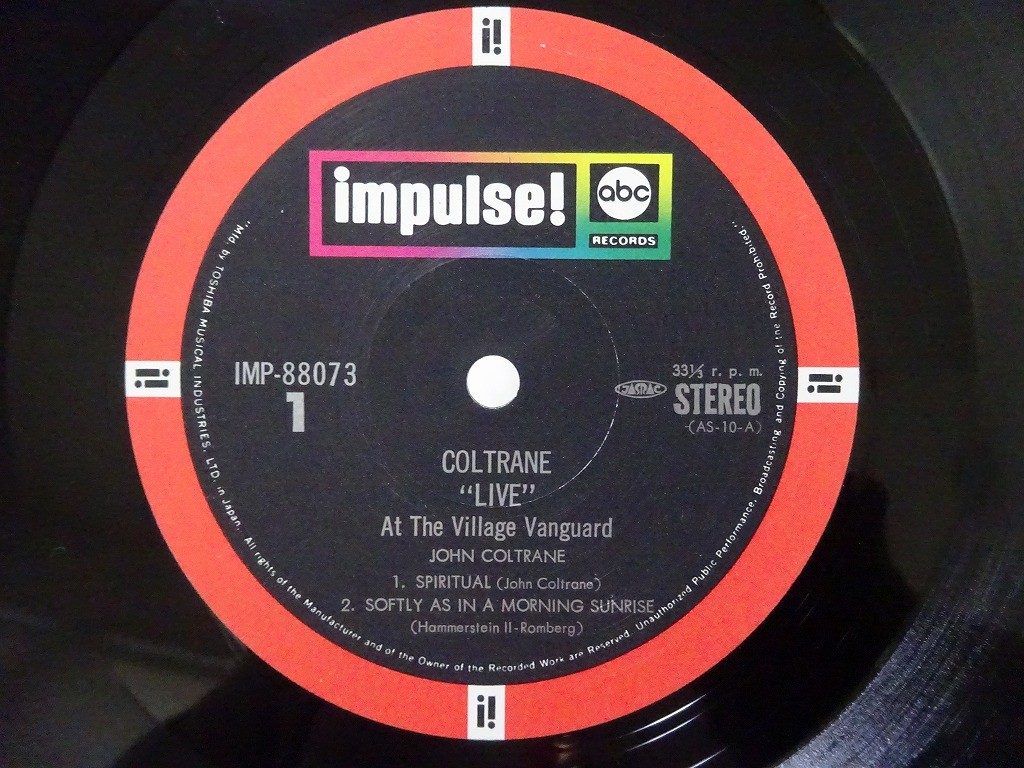 i!
impulse!
abc
RECORDS
i!
i!
IMP-88073
1
JASRAC
33⅓ r. p. m.
STEREO
(AS-10-A)
COLTRANE
“LIVE”
At The Village Vanguard
JOHN COLTRANE
1. SPIRITUAL (John Coltrane)
2. SOFTLY AS IN A MORNING SUNRISE
(Hammerstein II-Romberg)
"Mfd. by TOSHIBA MUSICAL INDUSTRIES, LTD. in Japan. All rights of the Manufacturer and of the Owner of the Recorded Work are Reserved. Unauthorized Public Performance, Broadcasting and Copying of the Record Prohibited."
i!